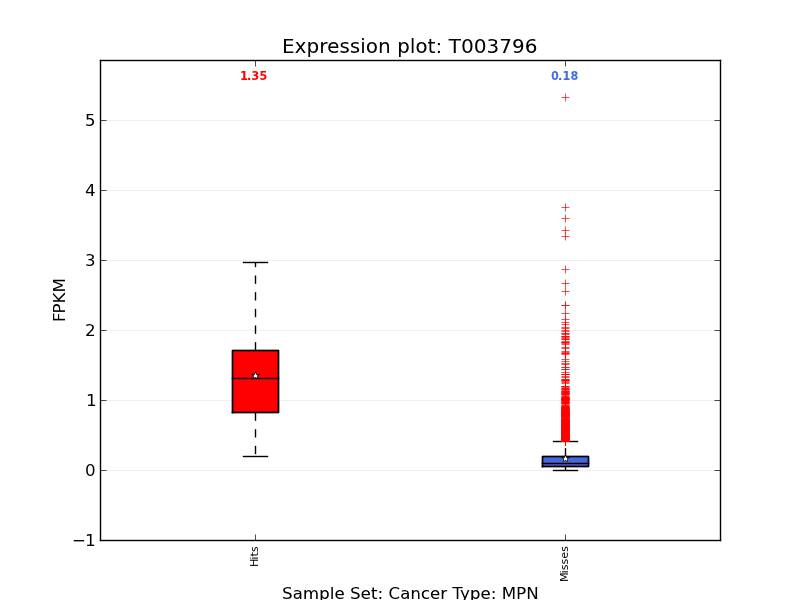 Expression plot: T003796
1.35
0.18
5
4
3
2
1
0
−1
FPKM
Hits
Misses
Sample Set: Cancer Type: MPN